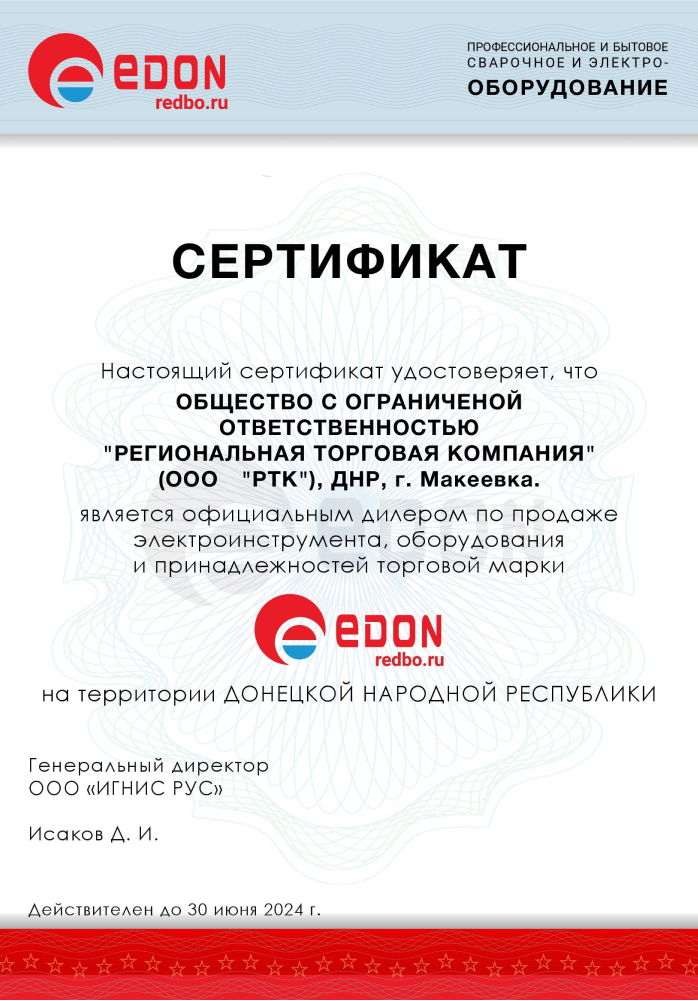 eDON
redbo.ru
ПРОФЕССИОНАЛЬНОЕ И БЫТОВОЕ
СВАРОЧНОЕ И ЭЛЕКТРО-
ОБОРУДОВАНИЕ
СЕРТИФИКАТ
Настоящий сертификат удостоверяет, что
ОБЩЕСТВО С ОГРАНИЧЕНОЙ
ОТВЕТСТВЕННОСТЬЮ
"РЕГИОНАЛЬНАЯ ТОРГОВАЯ КОМПАНИЯ"
(ООО "РТК"), ДНР, г. Макеевка.
является официальным дилером по продаже
электроинструмента, оборудования
и принадлежностей торговой марки
eDON
redbo.ru
на территории ДОНЕЦКОЙ НАРОДНОЙ РЕСПУБЛИКИ
Генеральный директор
ООО «ИГНИС РУС»
Исаков Д. И.
Действителен до 30 июня 2024 г.